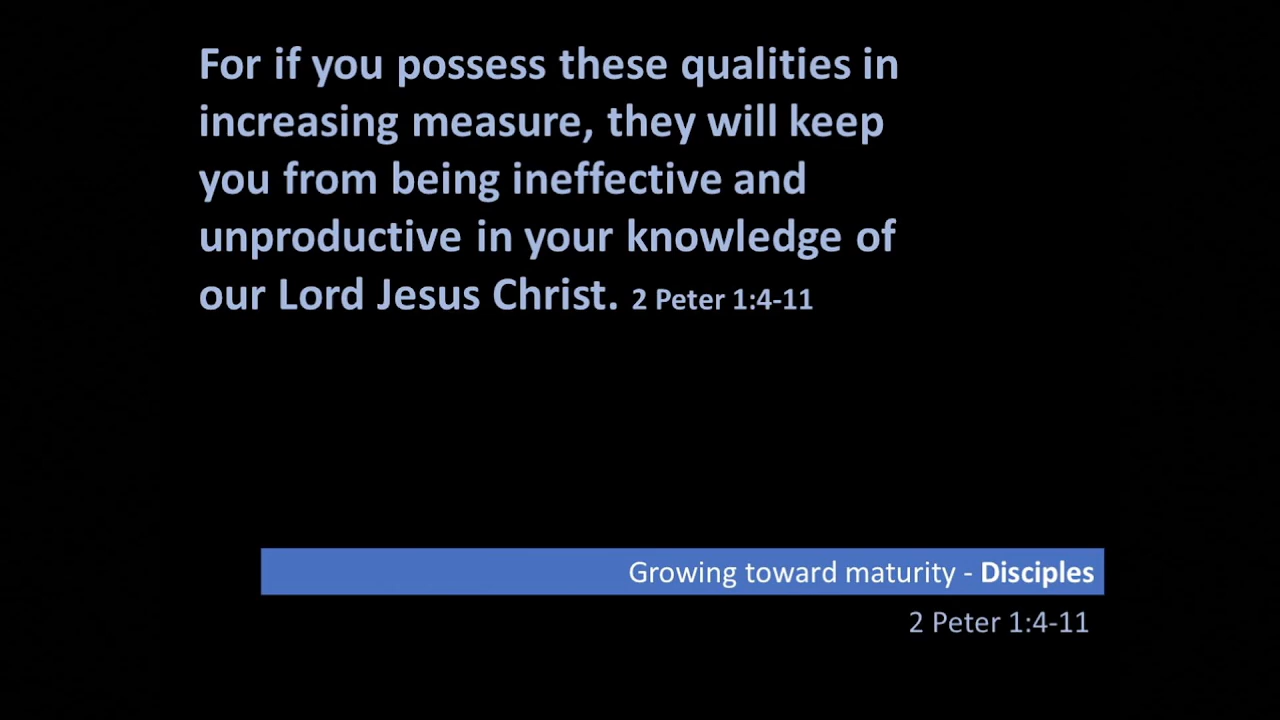 For if you possess these qualities in
increasing measure, they will keep
you from being ineffective and
unproductive in your knowledge of
our Lord Jesus Christ. 2 Peter 1:4-11
Growing toward maturity - Disciples
2 Peter 1:4-11